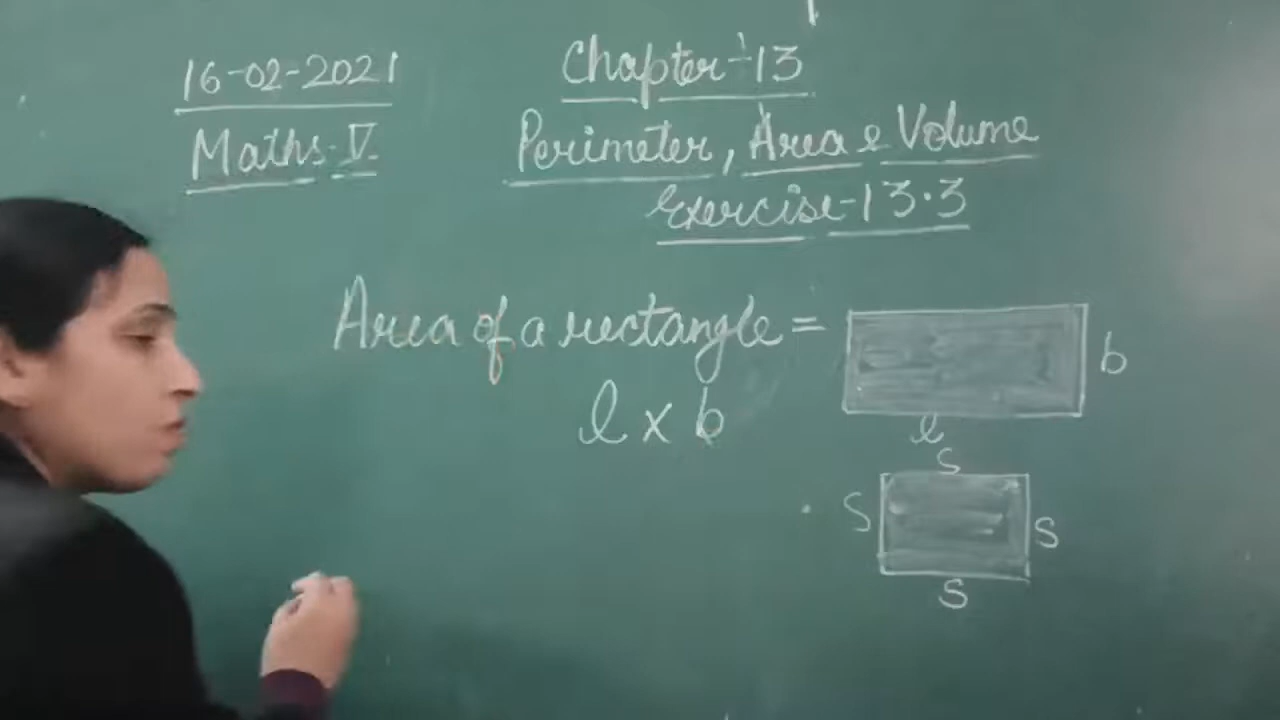 16-02-2021
Maths-V
Chapter-13
Perimeter, Area & Volume
Exercise-13.3
Area of a rectangle =
l x b
b
l
S
S
S
S